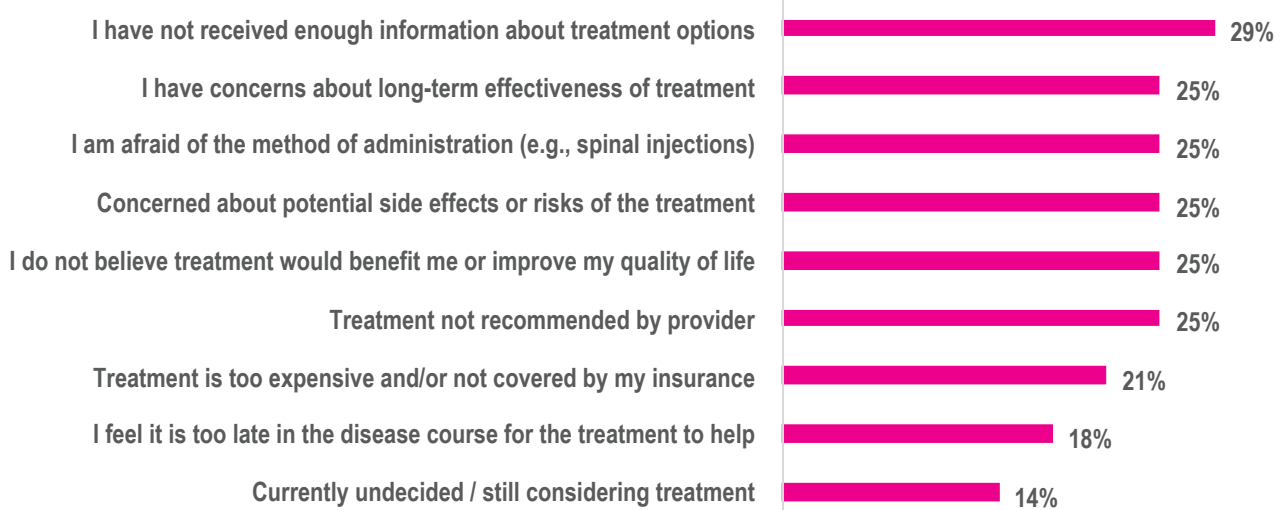 I have not received enough information about treatment options 29%
I have concerns about long-term effectiveness of treatment 25%
I am afraid of the method of administration (e.g., spinal injections) 25%
Concerned about potential side effects or risks of the treatment 25%
I do not believe treatment would benefit me or improve my quality of life 25%
Treatment not recommended by provider 25%
Treatment is too expensive and/or not covered by my insurance 21%
I feel it is too late in the disease course for the treatment to help 18%
Currently undecided / still considering treatment 14%